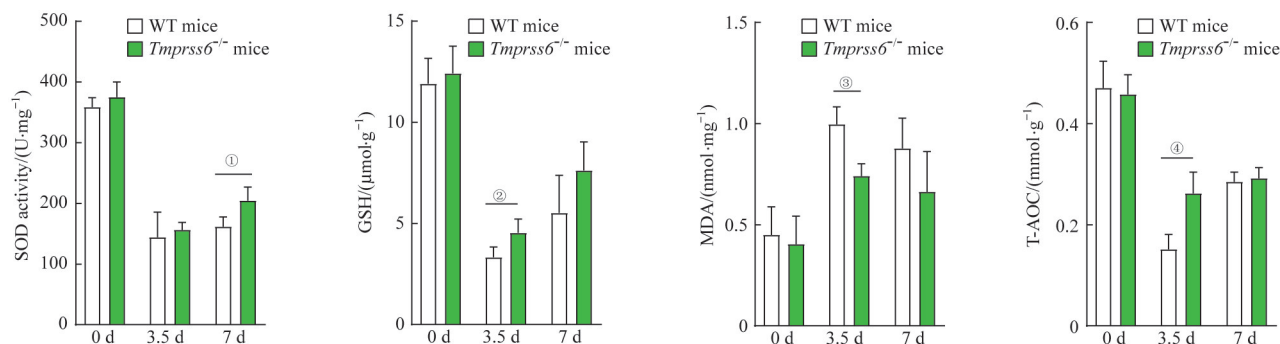 500
400
300
200
100
0
SOD activity/(U·mg⁻¹)
WT mice
Tmprss6⁻/⁻ mice
①
0 d
3.5 d
7 d
15
10
5
0
GSH/(μmol·g⁻¹)
WT mice
Tmprss6⁻/⁻ mice
②
0 d
3.5 d
7 d
1.5
1.0
0.5
0.0
MDA/(nmol·mg⁻¹)
WT mice
Tmprss6⁻/⁻ mice
③
0 d
3.5 d
7 d
0.6
0.4
0.2
0
T-AOC/(mmol·g⁻¹)
WT mice
Tmprss6⁻/⁻ mice
④
0 d
3.5 d
7 d